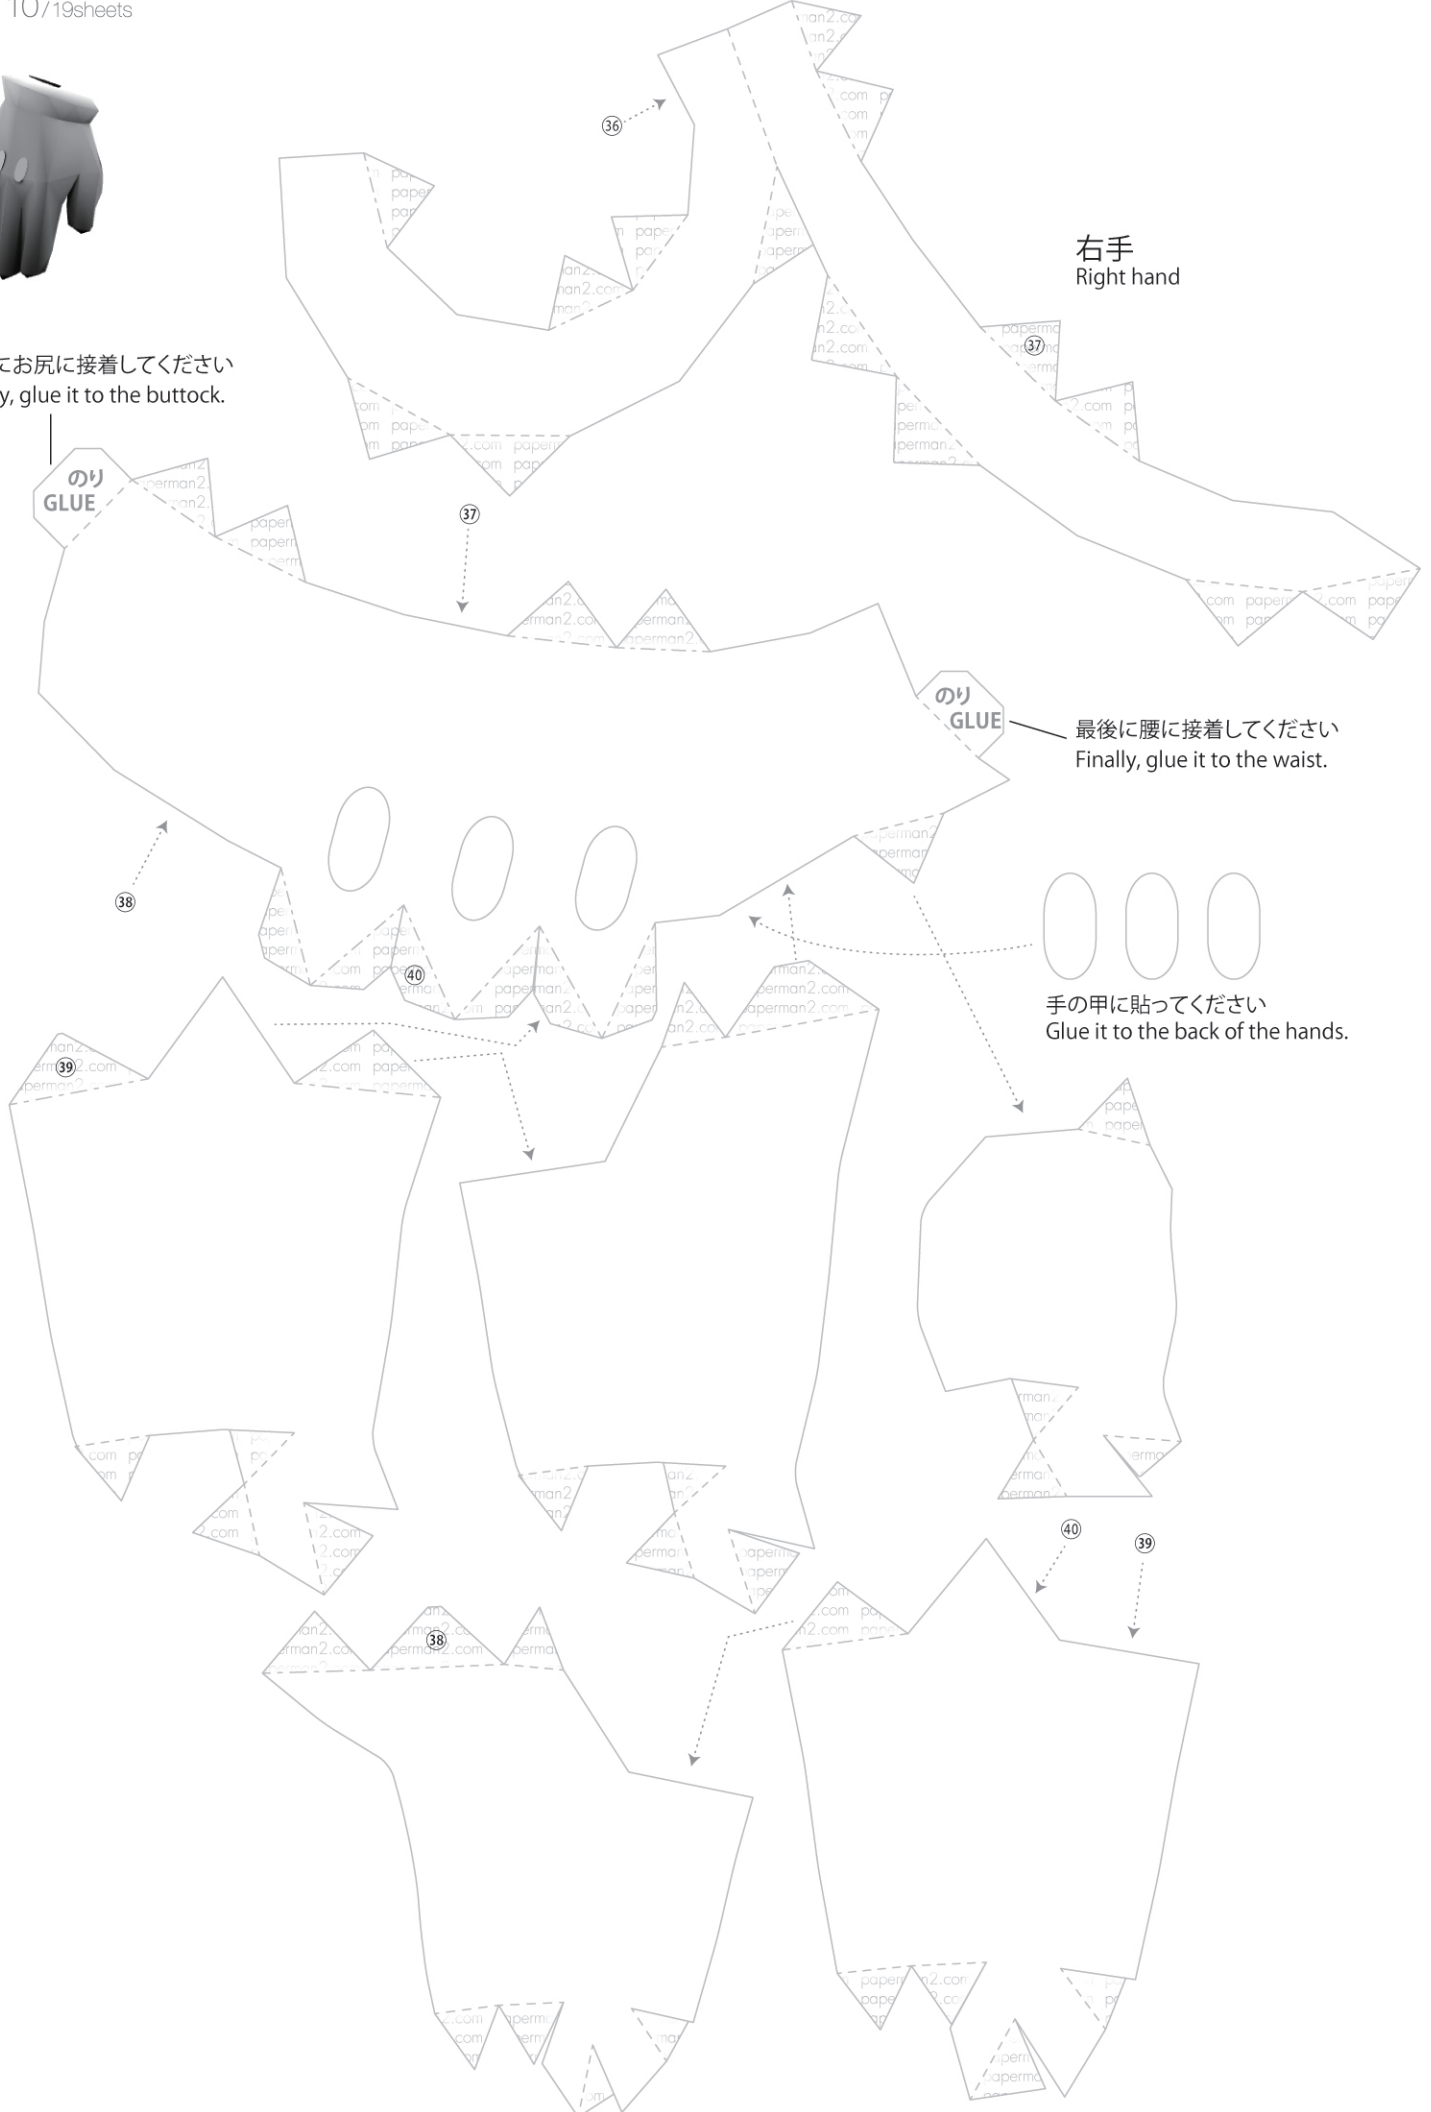 10/19sheets
㊱
右手
Right hand
㊲
にお尻に接着してください
y, glue it to the buttock.
のり
GLUE
㊲
のり
GLUE
最後に腰に接着してください
Finally, glue it to the waist.
㊳
㊵
手の甲に貼ってください
Glue it to the back of the hands.
㊴
㊵
㊴
㊳